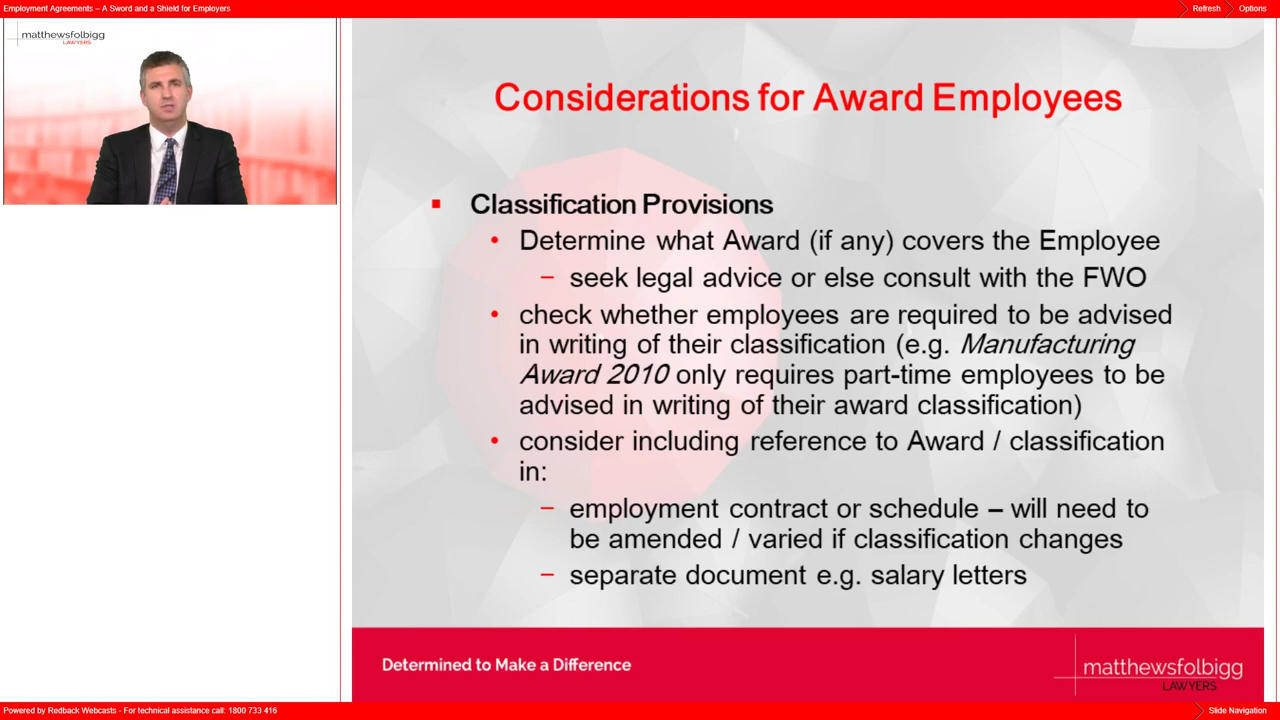 Employment Agreements – A Sword and a Shield for Employers
Refresh
Options
matthewsfolbigg
LAWYERS
Considerations for Award Employees
Classification Provisions
Determine what Award (if any) covers the Employee
– seek legal advice or else consult with the FWO
check whether employees are required to be advised
in writing of their classification (e.g. Manufacturing
Award 2010 only requires part-time employees to be
advised in writing of their award classification)
consider including reference to Award / classification
in:
– employment contract or schedule – will need to
be amended / varied if classification changes
– separate document e.g. salary letters
Determined to Make a Difference
matthewsfolbigg
LAWYERS
Powered by Redback Webcasts - For technical assistance call: 1800 733 416
Slide Navigation